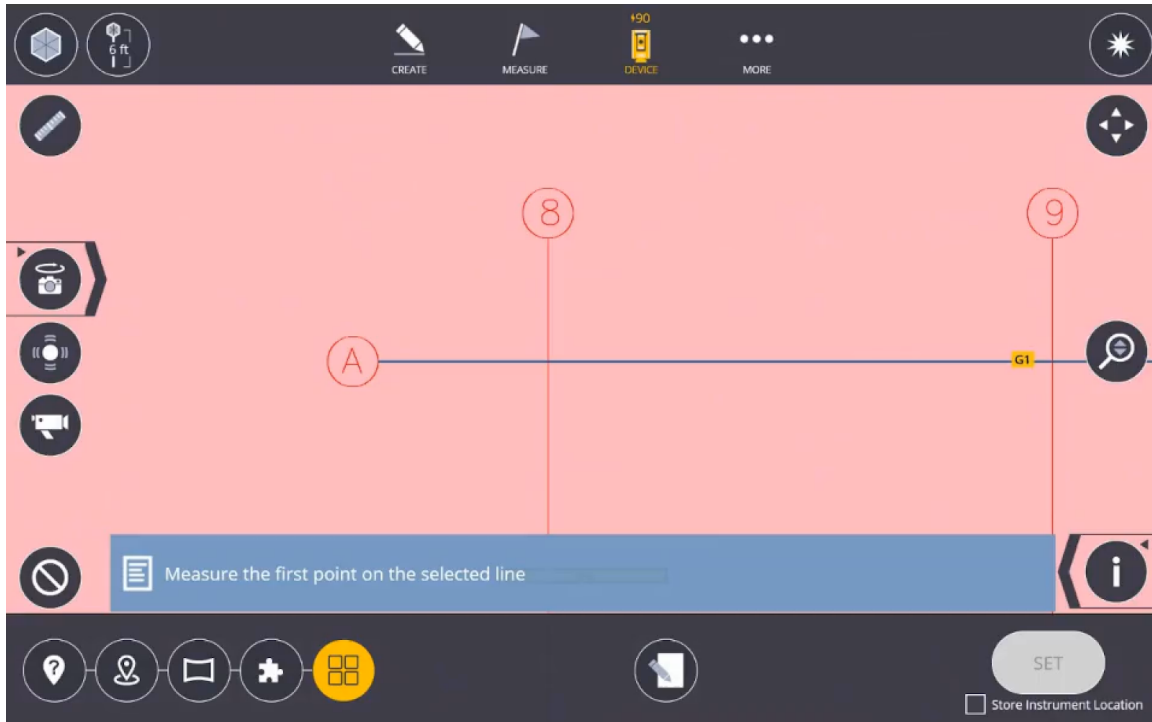 90
6 ft
CREATE
MEASURE
DEVICE
MORE
8
9
A
G1
Measure the first point on the selected line
i
?
SET
Store Instrument Location